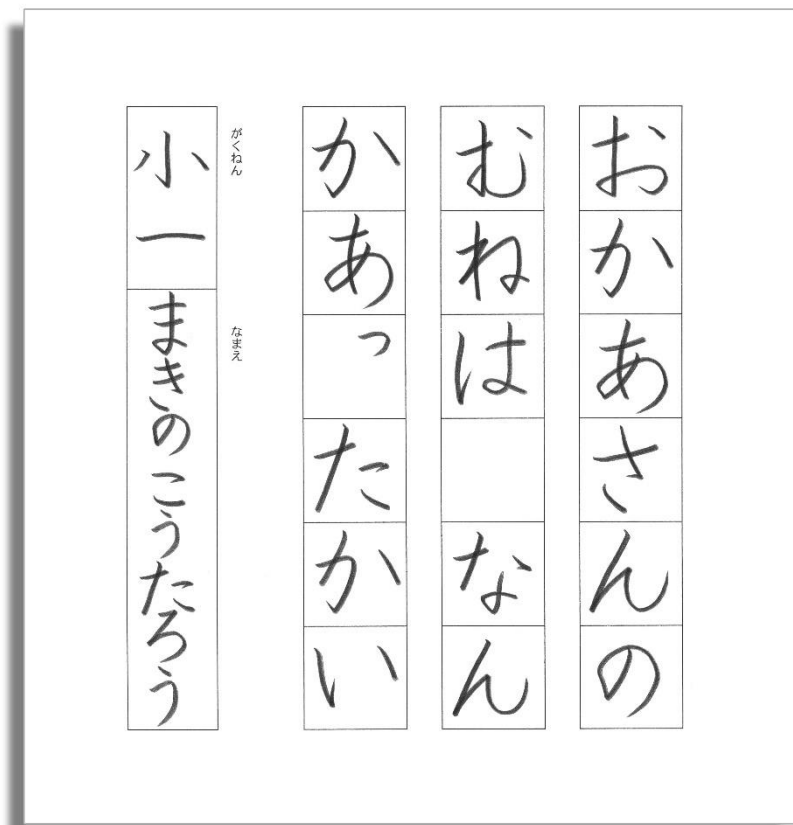 おかあさんの
むねは　なん
かあったかい
がくねん
小一
なまえ
まきのこうたろう